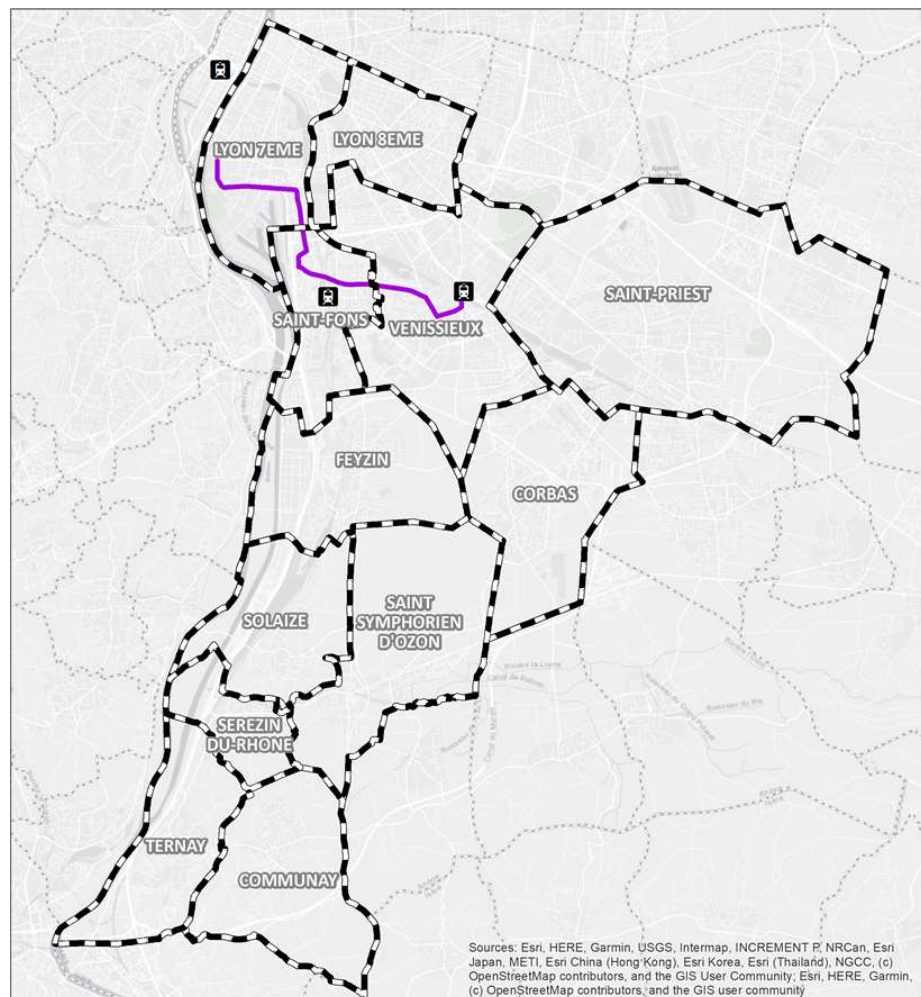 LYON 7EME
LYON 8EME
SAINT-PRIEST
SAINT-FONS
VENISSIEUX
FEYZIN
CORBAS
SOLAIZE
SAINT
SYMPHORIEN
D'OZON
SEREZIN
DU-RHONE
TERNAY
COMMUNAY
Sources: Esri, HERE, Garmin, USGS, Intermap, INCREMENT P, NRCan, Esri
Japan, METI, Esri China (Hong Kong), Esri Korea, Esri (Thailand), NGCC, (c)
OpenStreetMap contributors, and the GIS User Community; Esri, HERE, Garmin,
(c) OpenStreetMap contributors, and the GIS user community